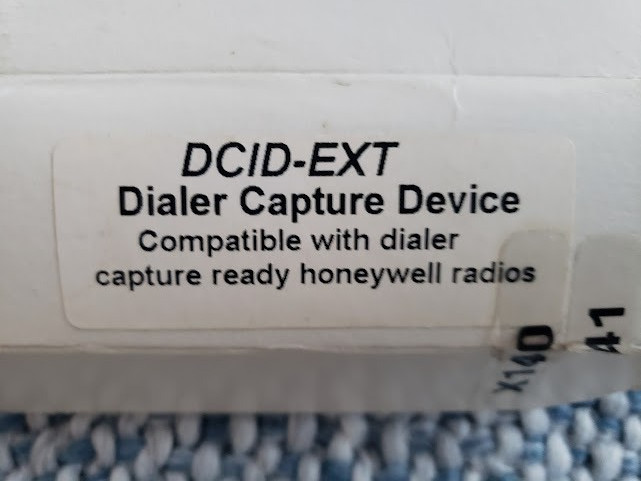 DCID-EXT
Dialer Capture Device
Compatible with dialer
capture ready honeywell radios
X140
41